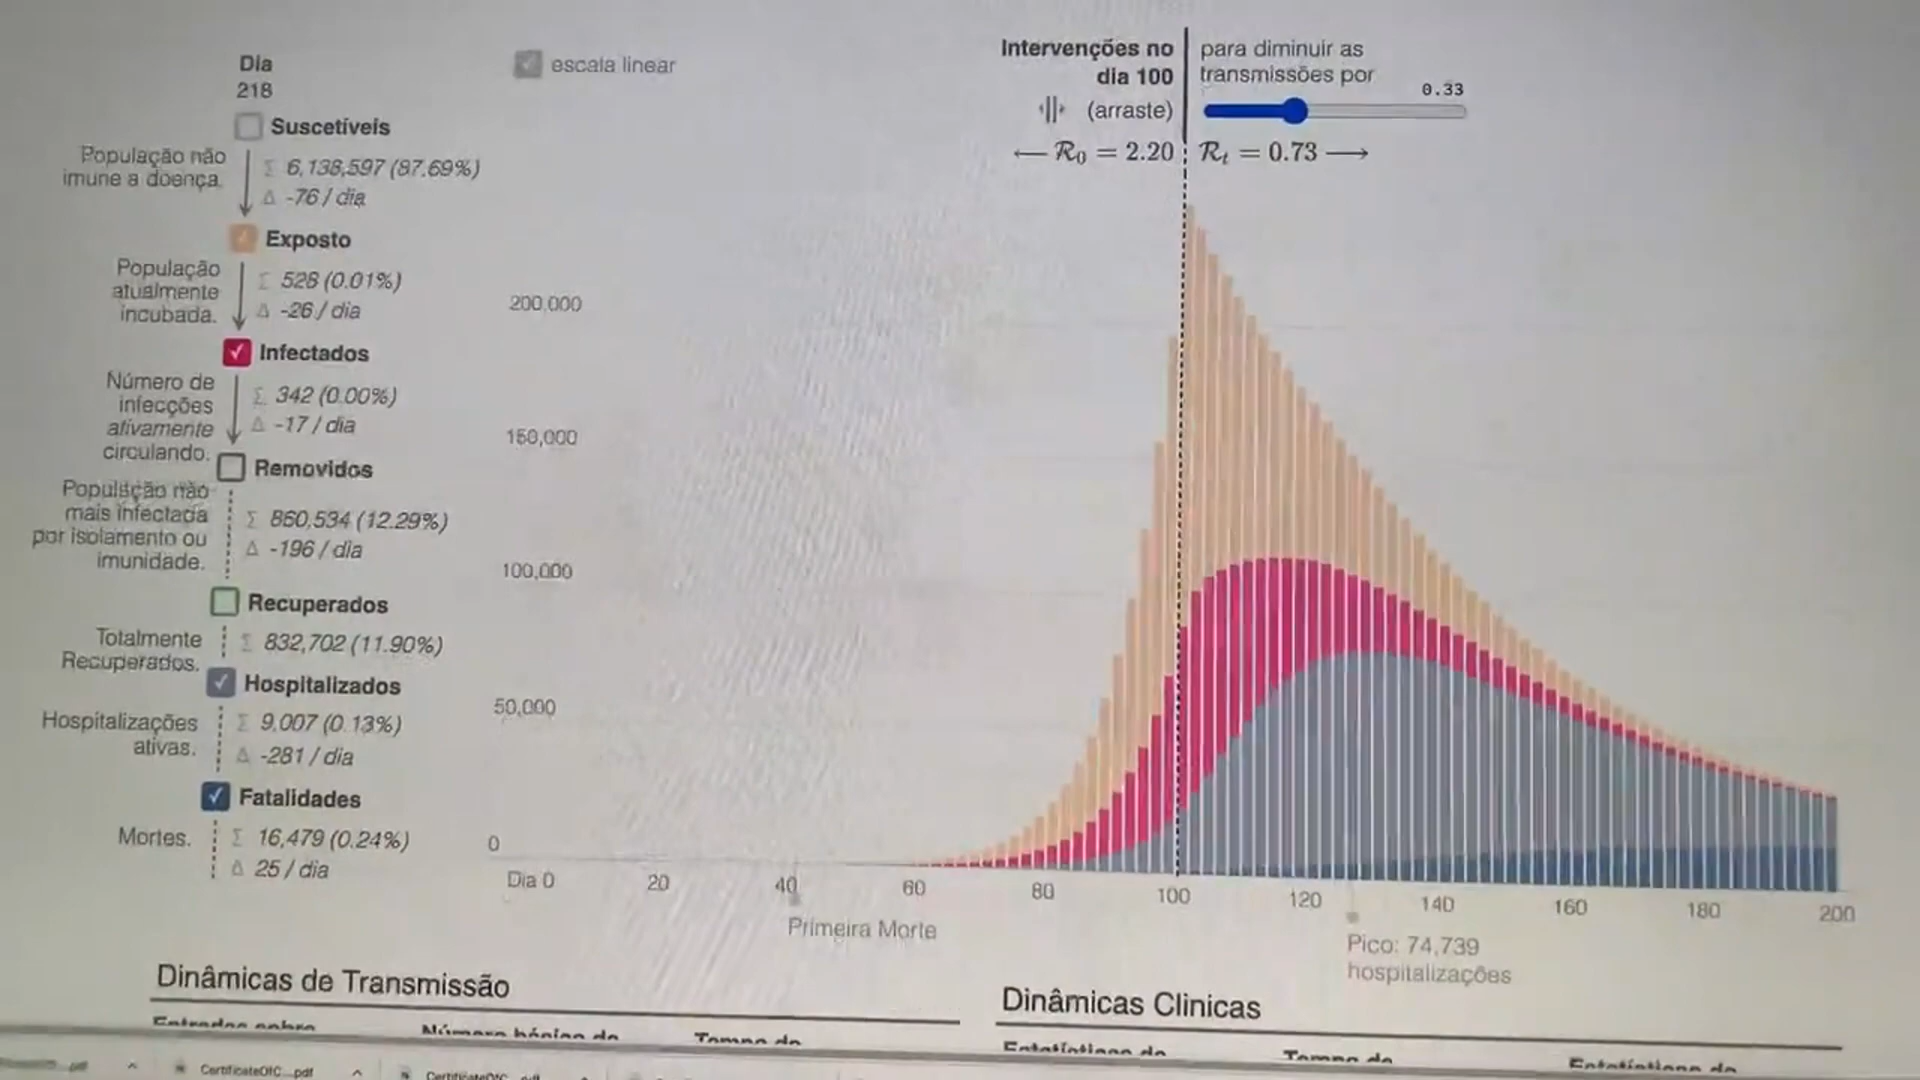 Dia
218
escala linear
Intervenções no
dia 100
(arraste)
para diminuir as
transmissões por
0.33
← R₀ = 2.20
Rₜ = 0.73 →
Suscetíveis
População não
imune a doença.
Σ 6,138,597 (87.69%)
Δ -76 / dia
Exposto
População
atualmente
incubada.
Σ 528 (0.01%)
Δ -26 / dia
Infectados
Número de
infecções
ativamente
circulando.
Σ 342 (0.00%)
Δ -17 / dia
Removidos
População não
mais infectada
por isolamento ou
imunidade.
Σ 860,534 (12.29%)
Δ -196 / dia
Recuperados
Totalmente
Recuperados.
Σ 832,702 (11.90%)
Hospitalizados
Hospitalizações
ativas.
Σ 9,007 (0.13%)
Δ -281 / dia
Fatalidades
Mortes.
Σ 16,479 (0.24%)
Δ 25 / dia
200,000
150,000
100,000
50,000
0
Dia 0
20
40
60
80
100
120
140
160
180
200
Primeira Morte
Pico: 74,739
hospitalizações
Dinâmicas de Transmissão
Dinâmicas Clinicas
CertificateOfC...pdf
CertificateOfC...pdf